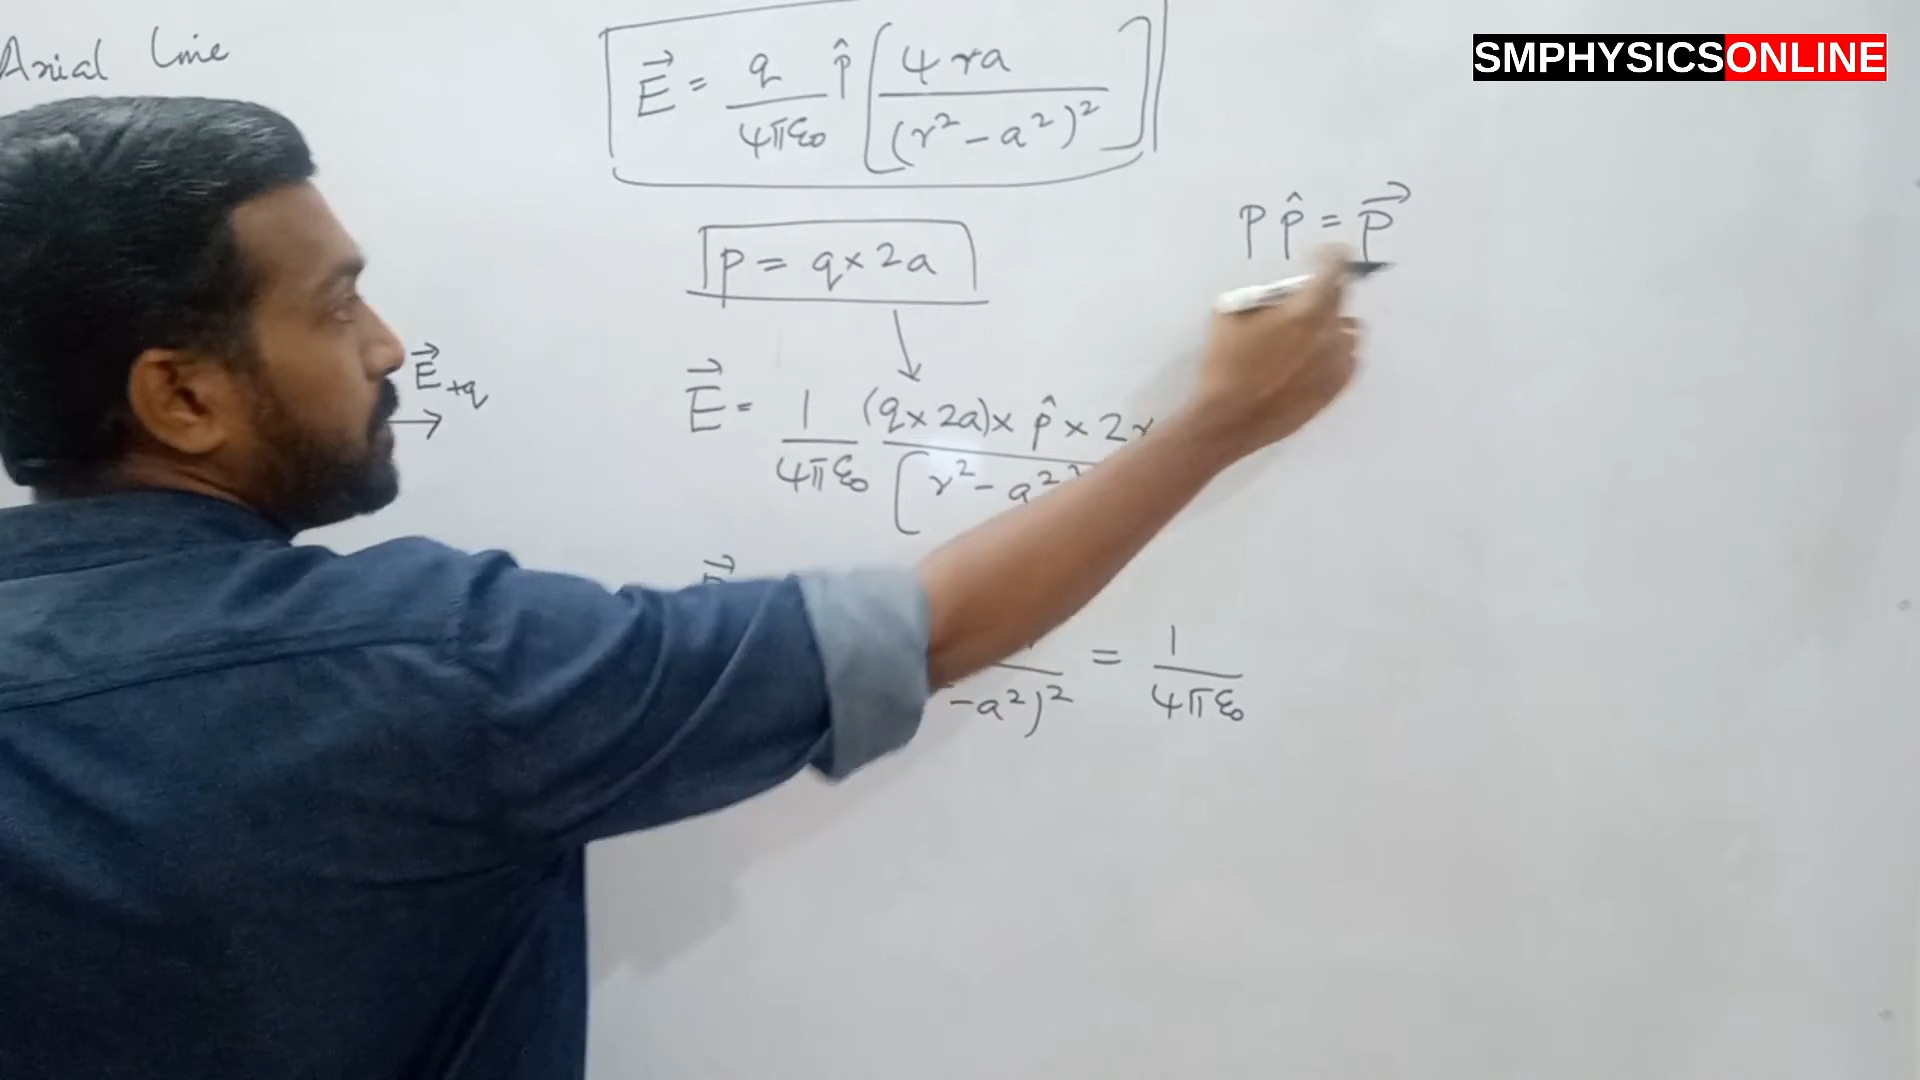 Axial line
SMPHYSICSONLINE
E⃗ = q/4πε₀ p̂ [4ra/(r² - a²)²]
p p̂ = p⃗
p = q × 2a
E⃗₊q
E⃗ = 1/4πε₀ (q × 2a) × p̂ × 2r/[r² - a²
-a²)² = 1/4πε₀